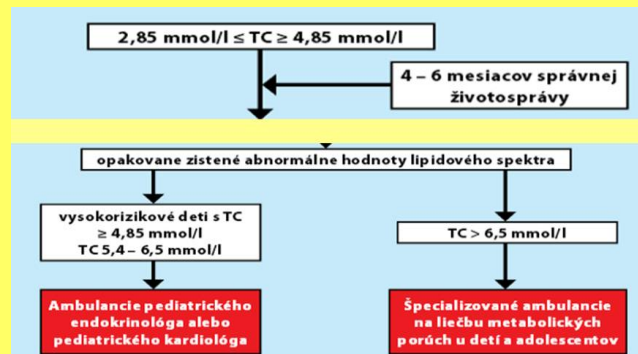 2,85 mmol/l ≤ TC ≥ 4,85 mmol/l
4 – 6 mesiacov správnej
životosprávy
opakovane zistené abnormálne hodnoty lipidového spektra
vysokorizikové deti s TC
≥ 4,85 mmol/l
TC 5,4 – 6,5 mmol/l
TC > 6,5 mmol/l
Ambulancie pediatrického
endokrinológa alebo
pediatrického kardiológa
Špecializované ambulancie
na liečbu metabolických
porúch u detí a adolescentov